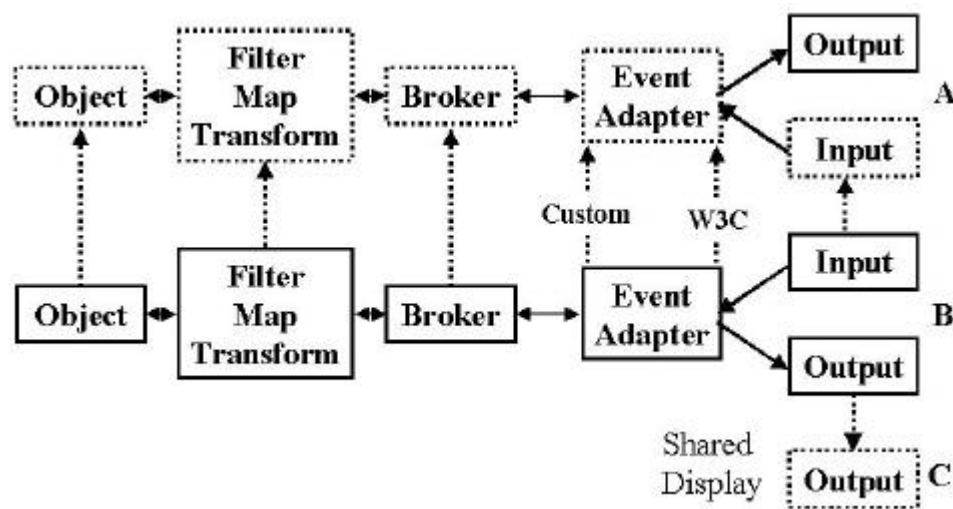 Output
Filter
Map
Transform
Object
Broker
Event
Adapter
A
Input
Custom
W3C
Filter
Map
Transform
Object
Broker
Event
Adapter
Input
B
Output
Shared
Display
Output
C